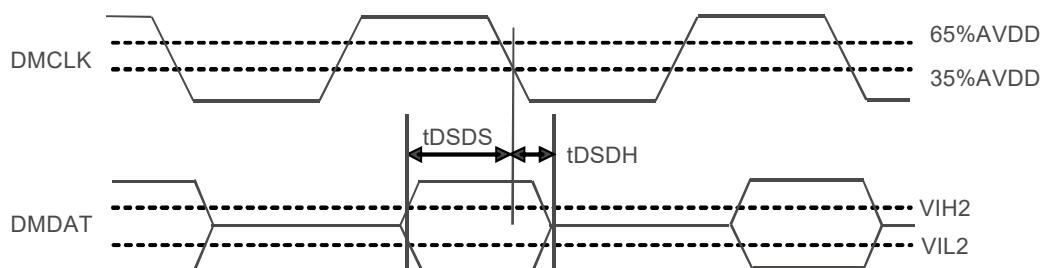 65%AVDD
DMCLK
35%AVDD
tDSDS
tDSDH
VIH2
DMDAT
VIL2